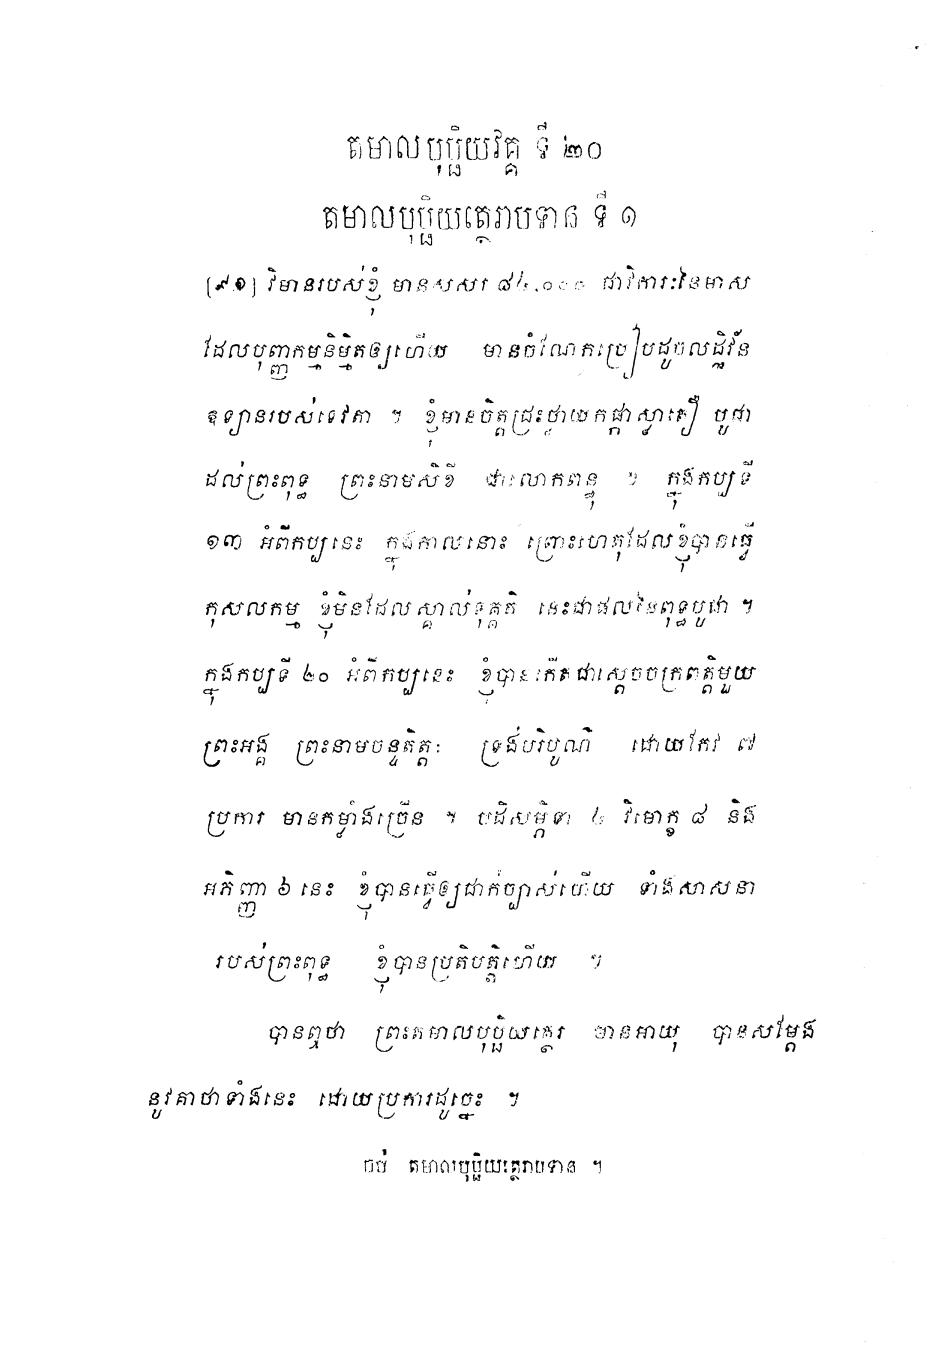 តមាលបុប្ផិយវគ្គ ទី ២០
តមាលបុប្ផិយត្ថេរាបទាន ទី ១
[៩១] វិមានរបស់ខ្ញុំ មានសសរ ៨៤.០០០ ជាវិការៈនៃមាស
ដែលបុញ្ញកម្មនិម្មិតឲ្យហើយ មានចំណែកប្រៀបដូចលដ្ឋិវ័ន
ឧទ្យានរបស់ទេវតា ។ ខ្ញុំមានចិត្តជ្រះថ្លាយកផ្កាស្វាតឿ បូជា
ដល់ព្រះពុទ្ធ ព្រះនាមសិខី ជាលោកពន្ធុ ។ ក្នុងកប្បទី
១៣ អំពីកប្បនេះ ក្នុងកាលនោះ ព្រោះហេតុដែលខ្ញុំបានធ្វើ
កុសលកម្ម ខ្ញុំមិនដែលស្គាល់ទុគ្គតិ នេះជាផលនៃពុទ្ធបូជា ។
ក្នុងកប្បទី ២០ អំពីកប្បនេះ ខ្ញុំបានកើតជាស្តេចចក្រពត្តិមួយ
ព្រះអង្គ ព្រះនាមចន្ទតិត្តៈ ទ្រង់បរិបូណ៌ ដោយកែវ ៧
ប្រការ មានកម្លាំងច្រើន ។ បដិសម្ភិទា ៤ វិមោក្ខ ៨ និង
អភិញ្ញា ៦ នេះ ខ្ញុំបានធ្វើឲ្យជាក់ច្បាស់ហើយ ទាំងសាសនា
របស់ព្រះពុទ្ធ ខ្ញុំបានប្រតិបត្តិហើយ ។
បានឮថា ព្រះតមាលបុប្ផិយត្ថេរ មានអាយុ បានសម្តែង
នូវគាថាទាំងនេះ ដោយប្រការដូច្នេះ ។
ចប់ តមាលបុប្ផិយត្ថេរាបទាន ។